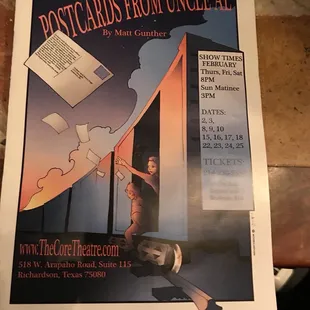 POSTCARDS FROM UNCLE AL
By Matt Gunther
SHOW TIMES
FEBRUARY
Thurs, Fri, Sat
8PM
Sun Matinee
3PM
DATES:
2, 3,
8, 9, 10
15, 16, 17, 18
22, 23, 24, 25
TICKETS
www.TheCoreTheatre.com
518 W. Arapaho Road, Suite 115
Richardson, Texas 75080